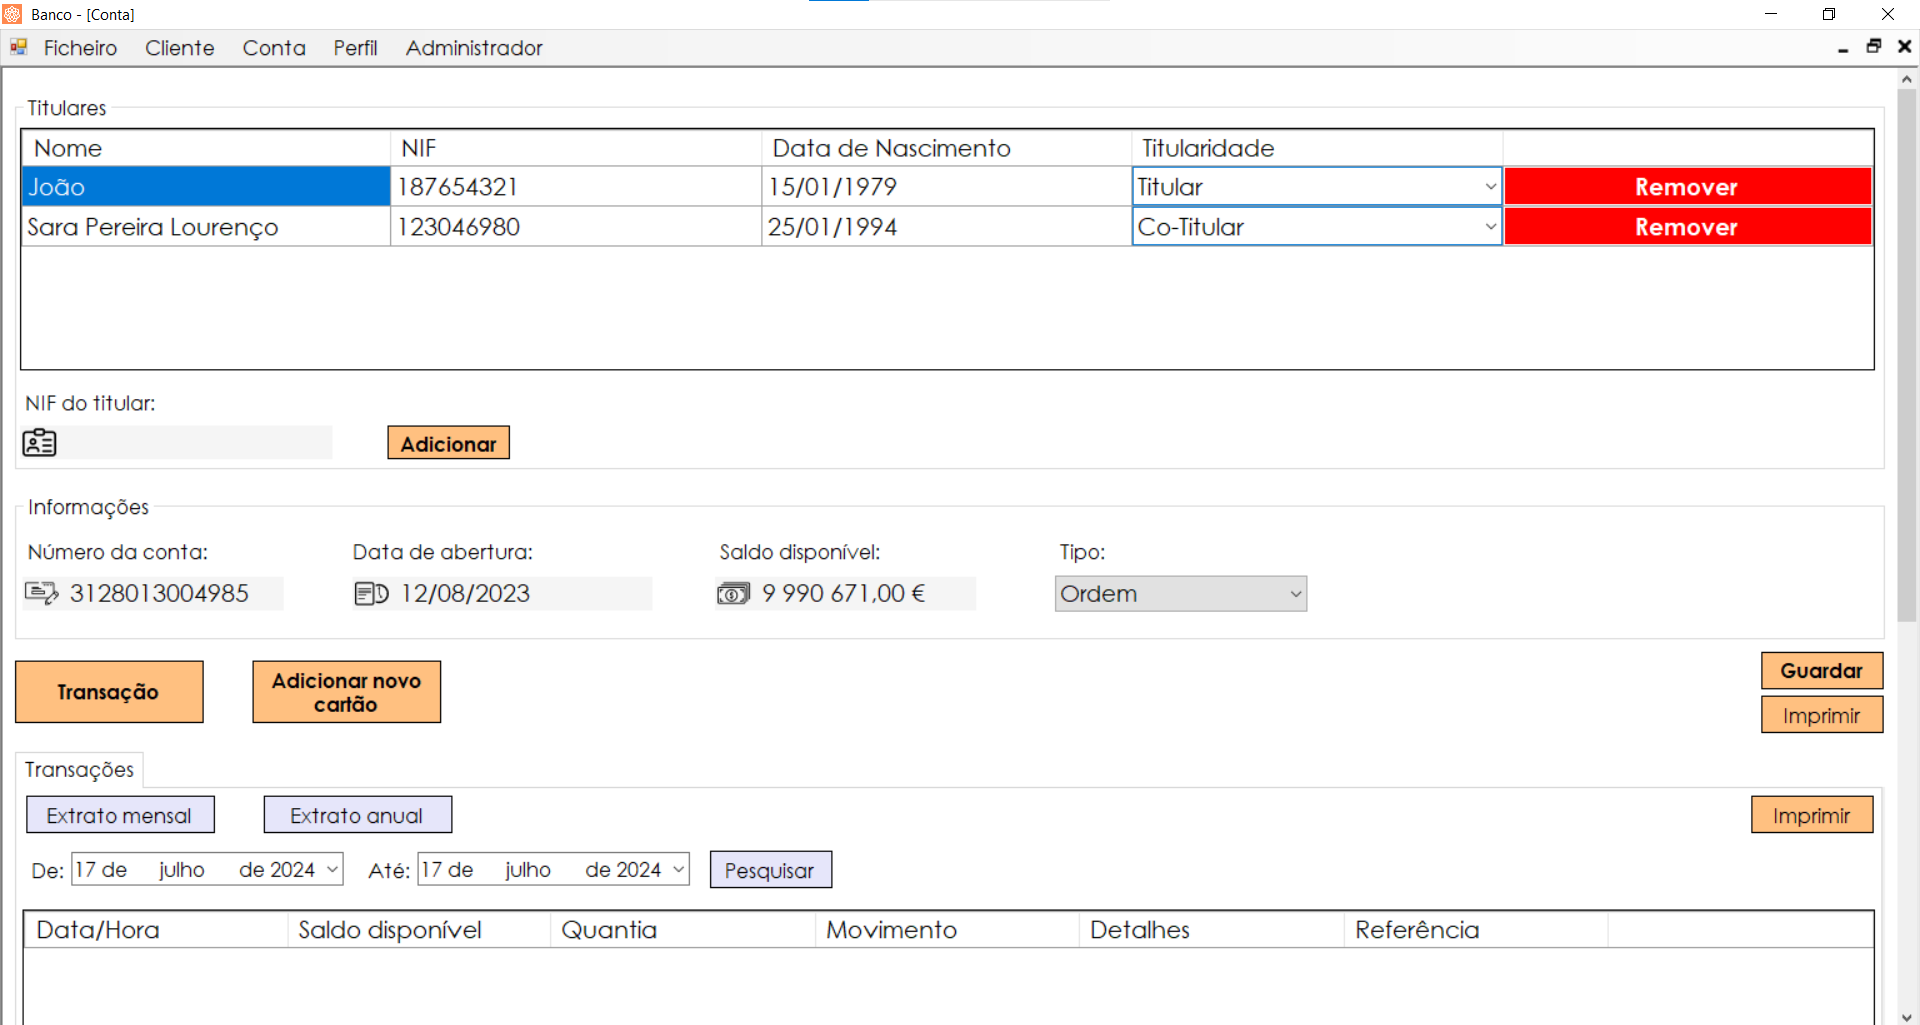 Banco - [Conta]
Ficheiro Cliente Conta Perfil Administrador
Titulares
Nome NIF Data de Nascimento Titularidade
João 187654321 15/01/1979 Titular Remover
Sara Pereira Lourenço 123046980 25/01/1994 Co-Titular Remover
NIF do titular:
Adicionar
Informações
Número da conta: Data de abertura: Saldo disponível: Tipo:
3128013004985 12/08/2023 9 990 671,00 € Ordem
Transação Adicionar novo
cartão
Guardar
Imprimir
Transações
Extrato mensal Extrato anual Imprimir
De: 17 de julho de 2024 Até: 17 de julho de 2024 Pesquisar
Data/Hora Saldo disponível Quantia Movimento Detalhes Referência